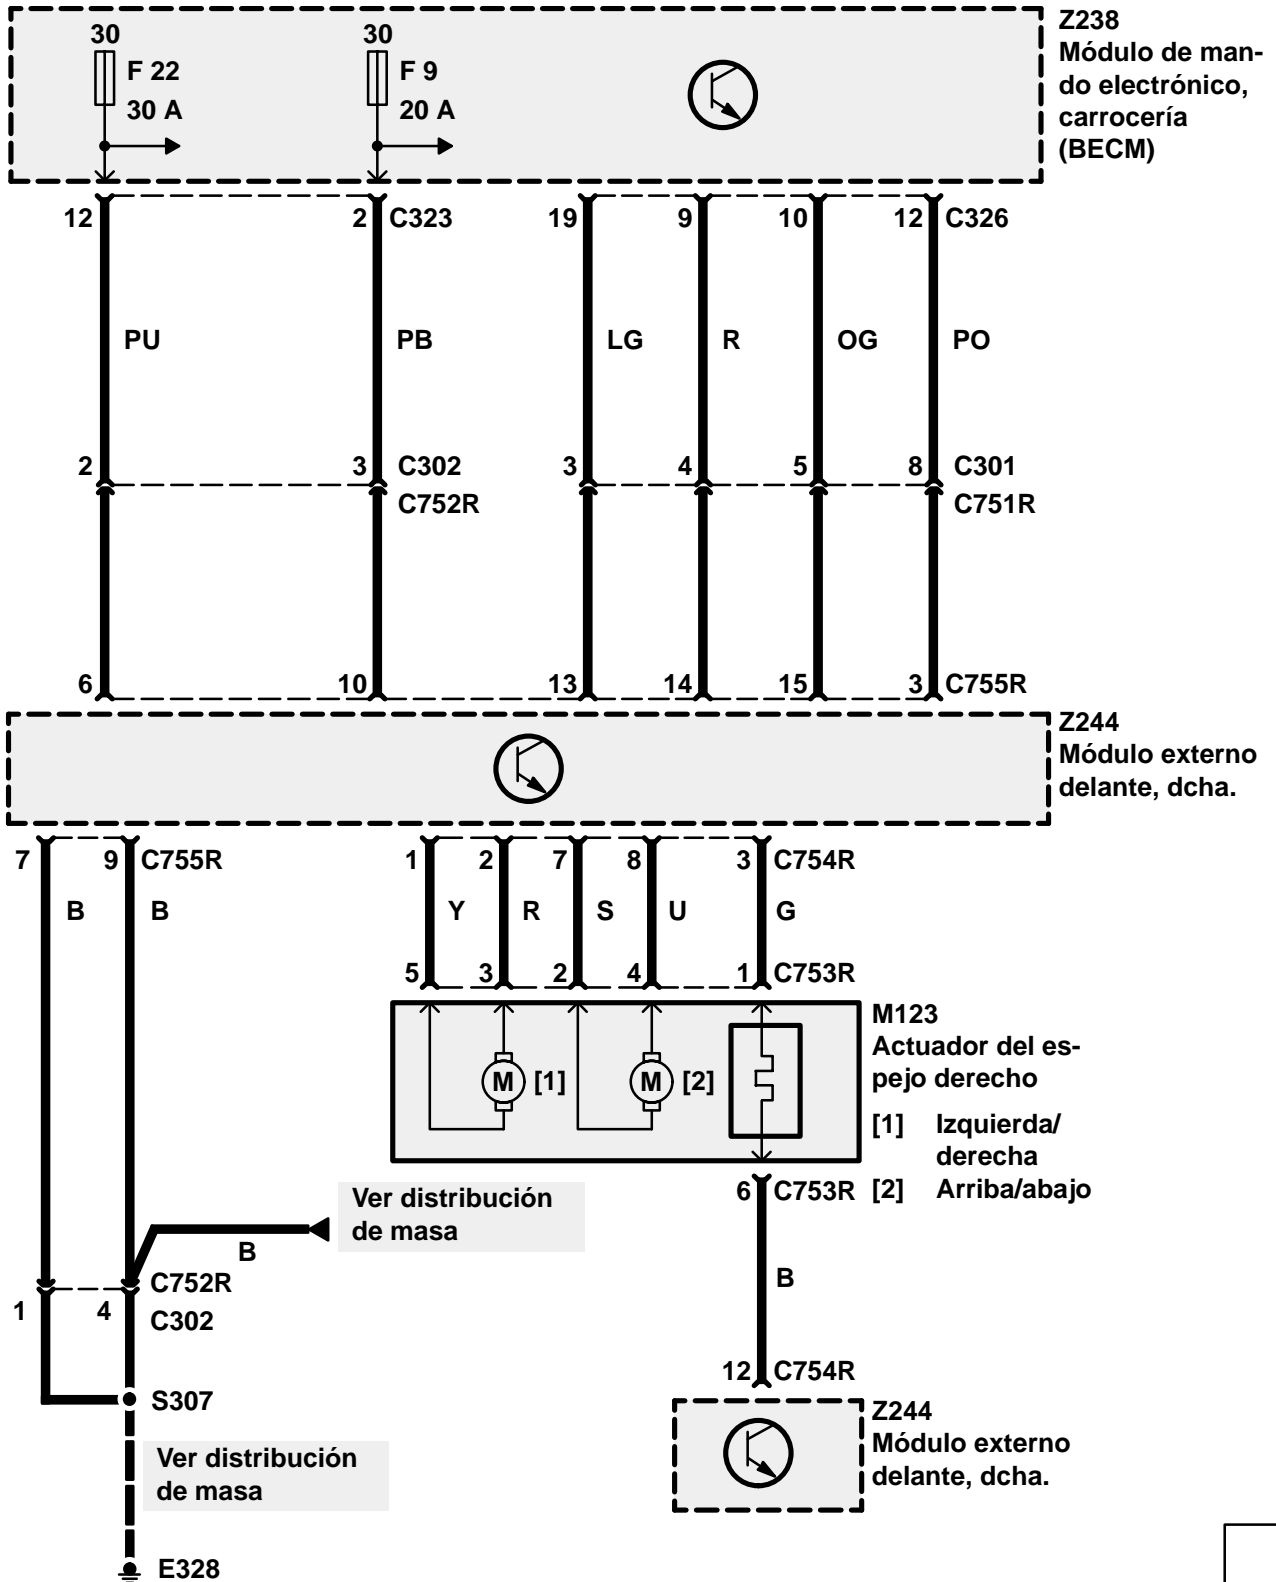 Z238
Módulo de man-
do electrónico,
carrocería
(BECM)
30
30
F 22
F 9
30 A
20 A
12
2
C323
19
9
10
12
C326
PU
PB
LG
R
OG
PO
2
3
C302
3
4
5
8
C301
C752R
C751R
6
10
13
14
15
3
C755R
Z244
Módulo externo
delante, dcha.
7
9
C755R
1
2
7
8
3
C754R
B
B
Y
R
S
U
G
5
3
2
4
1
C753R
M123
Actuador del es-
pejo derecho
M
[1]
M
[2]
[1] Izquierda/
derecha
[2] Arriba/abajo
6
C753R
Ver distribución
de masa
B
C752R
1
4
C302
B
12
C754R
S307
Z244
Módulo externo
delante, dcha.
Ver distribución
de masa
E328